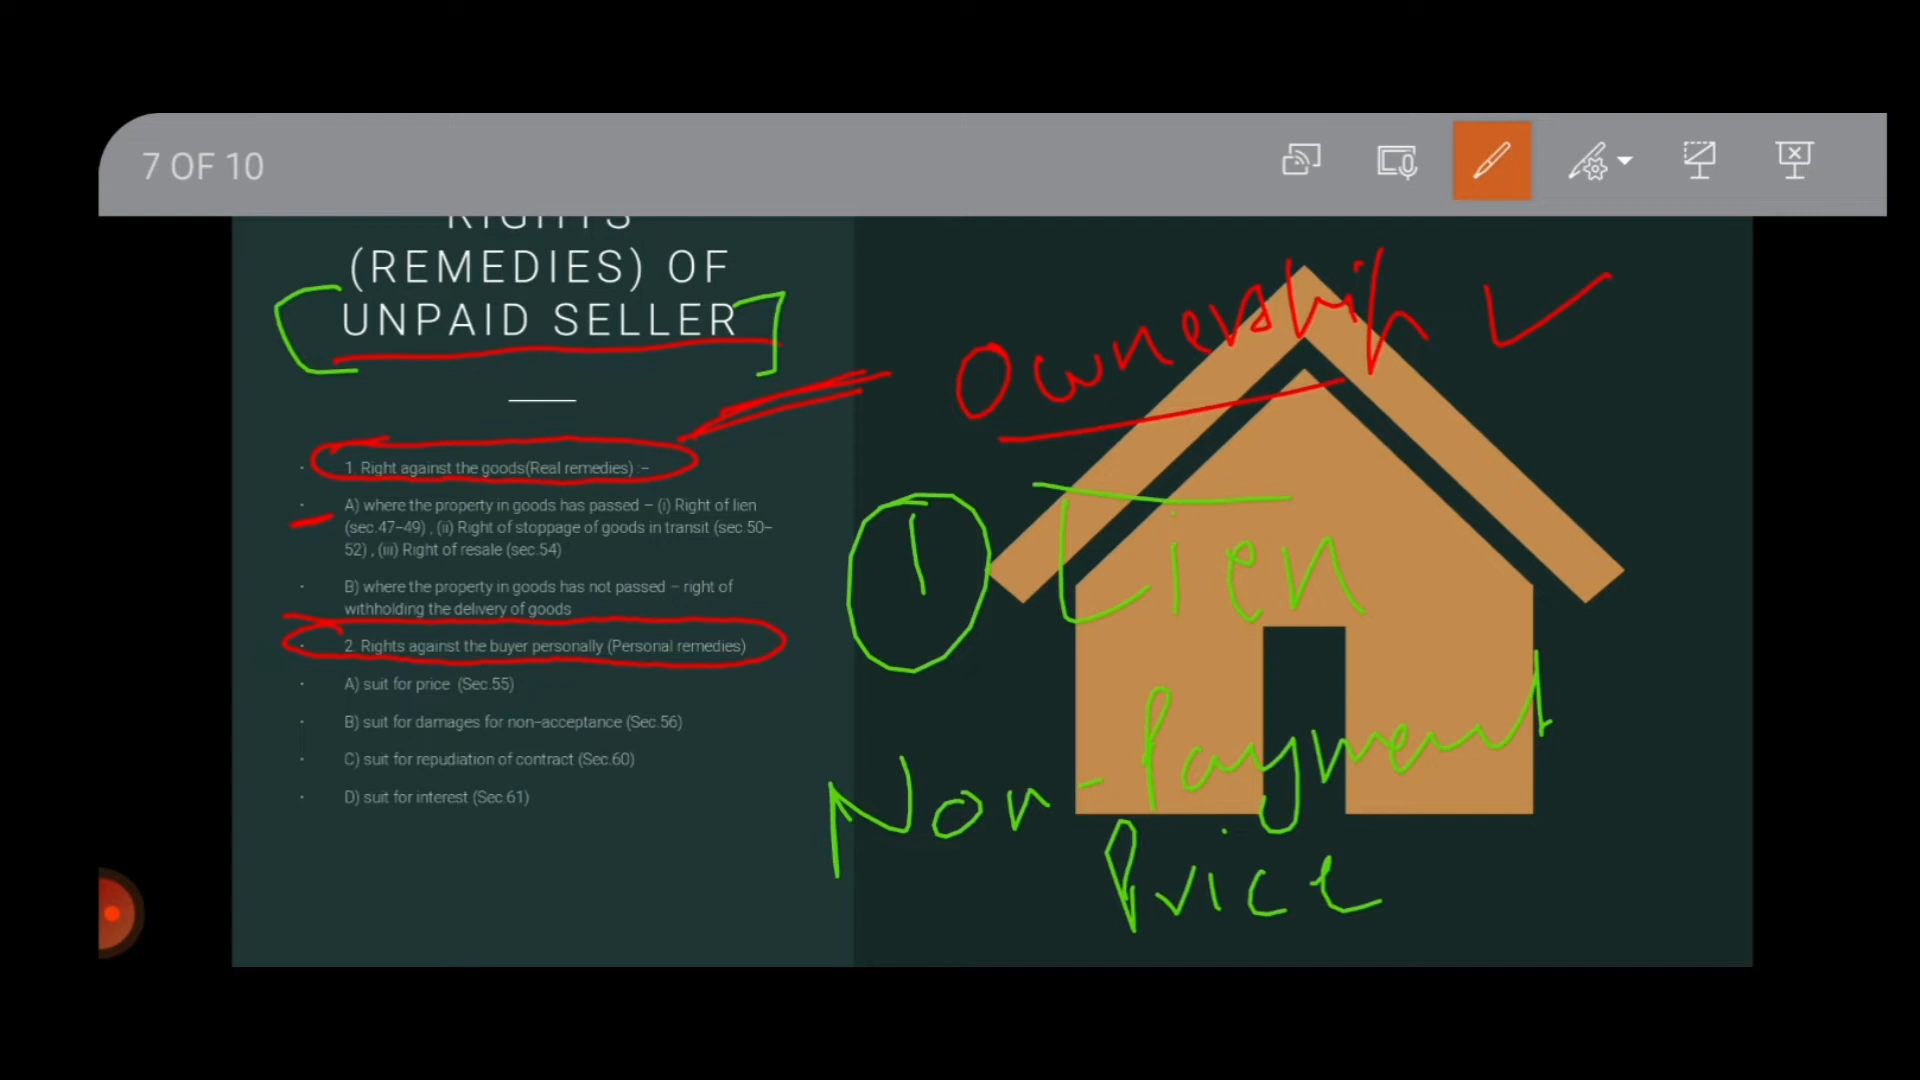 7 OF 10
RIGHTS
(REMEDIES) OF
UNPAID SELLER
1. Right against the goods(Real remedies) :–
A) where the property in goods has passed – (i) Right of lien
(sec.47–49) , (ii) Right of stoppage of goods in transit (sec.50–
52) , (iii) Right of resale (sec.54)
B) where the property in goods has not passed – right of
withholding the delivery of goods
2. Rights against the buyer personally (Personal remedies)
A) suit for price (Sec.55)
B) suit for damages for non–acceptance (Sec.56)
C) suit for repudiation of contract (Sec.60)
D) suit for interest (Sec.61)
Ownership
1 Lien
Non-Payment
Price